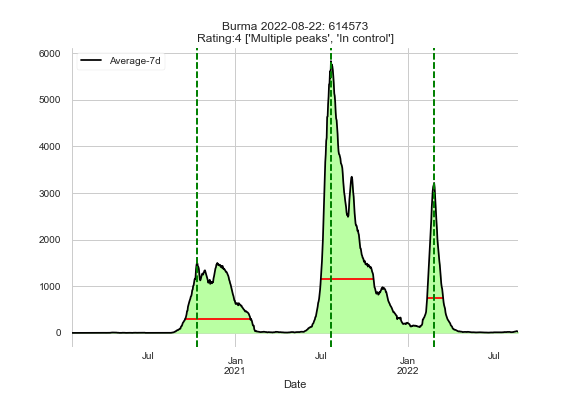 Burma 2022-08-22: 614573
Rating:4 ['Multiple peaks', 'In control']
Average-7d
6000
5000
4000
3000
2000
1000
0
Jul
Jan
2021
Jul
Jan
2022
Jul
Date